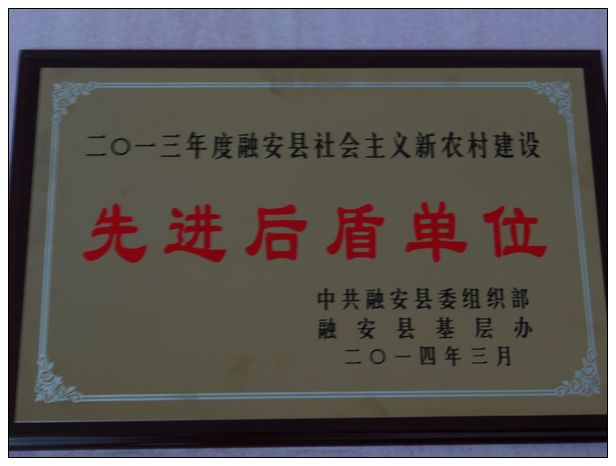 二〇一三年度融安县社会主义新农村建设
先进后盾单位
中共融安县委组织部
融安县基层办
二〇一四年三月